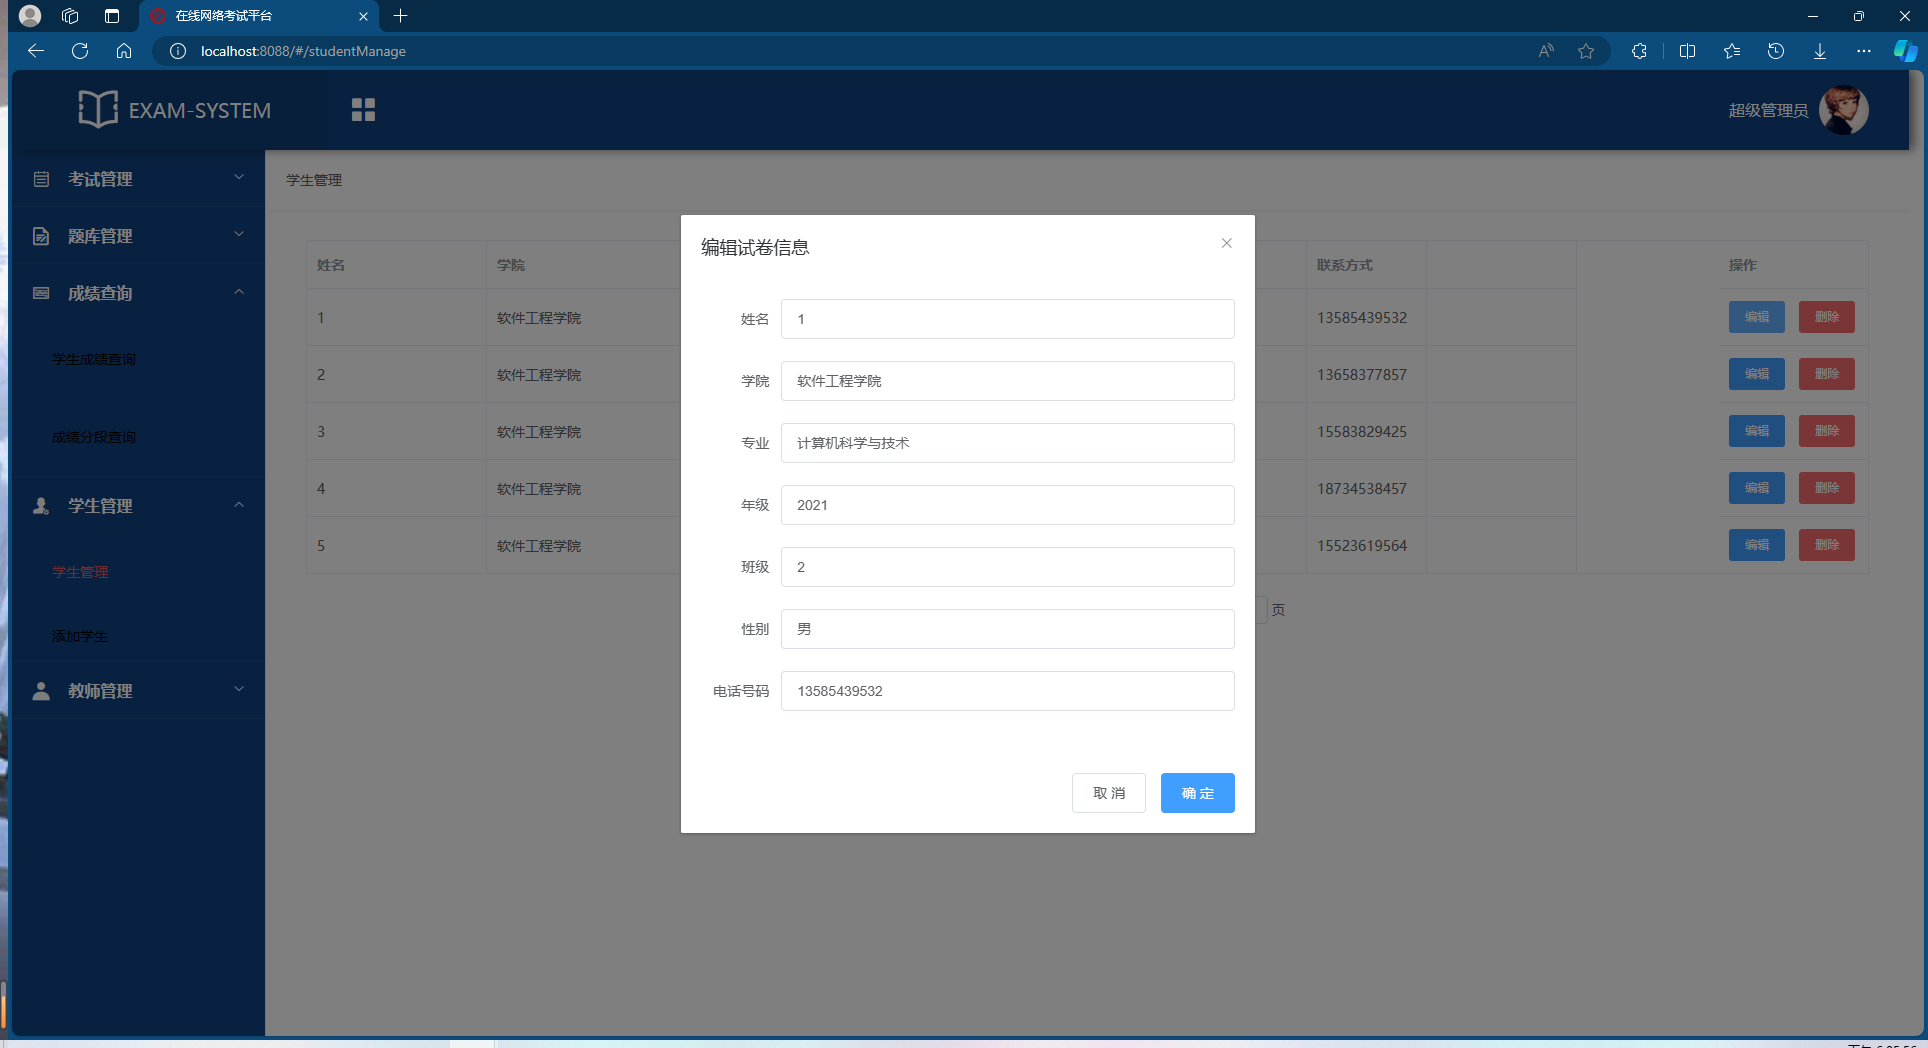 在线网络考试平台
localhost:8088/#/studentManage
EXAM-SYSTEM
超级管理员
考试管理
题库管理
成绩查询
学生成绩查询
成绩分段查询
学生管理
学生管理
添加学生
教师管理
学生管理
姓名 学院 联系方式 操作
1 软件工程学院 13585439532 编辑 删除
2 软件工程学院 13658377857 编辑 删除
3 软件工程学院 15583829425 编辑 删除
4 软件工程学院 18734538457 编辑 删除
5 软件工程学院 15523619564 编辑 删除
页
编辑试卷信息
姓名 1
学院 软件工程学院
专业 计算机科学与技术
年级 2021
班级 2
性别 男
电话号码 13585439532
取 消 确 定